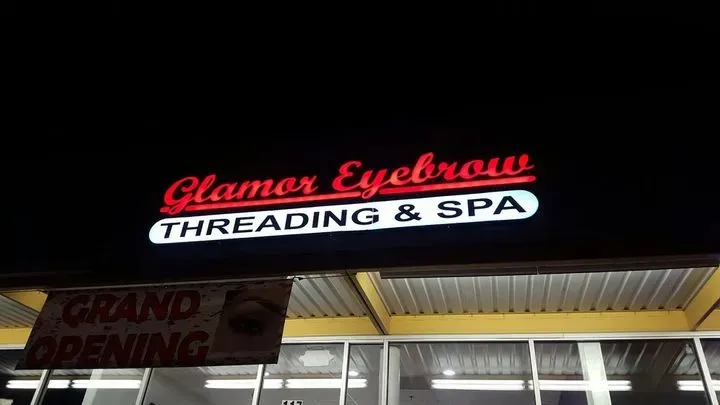 Glamor Eyebrow
THREADING & SPA
GRAND
OPENING